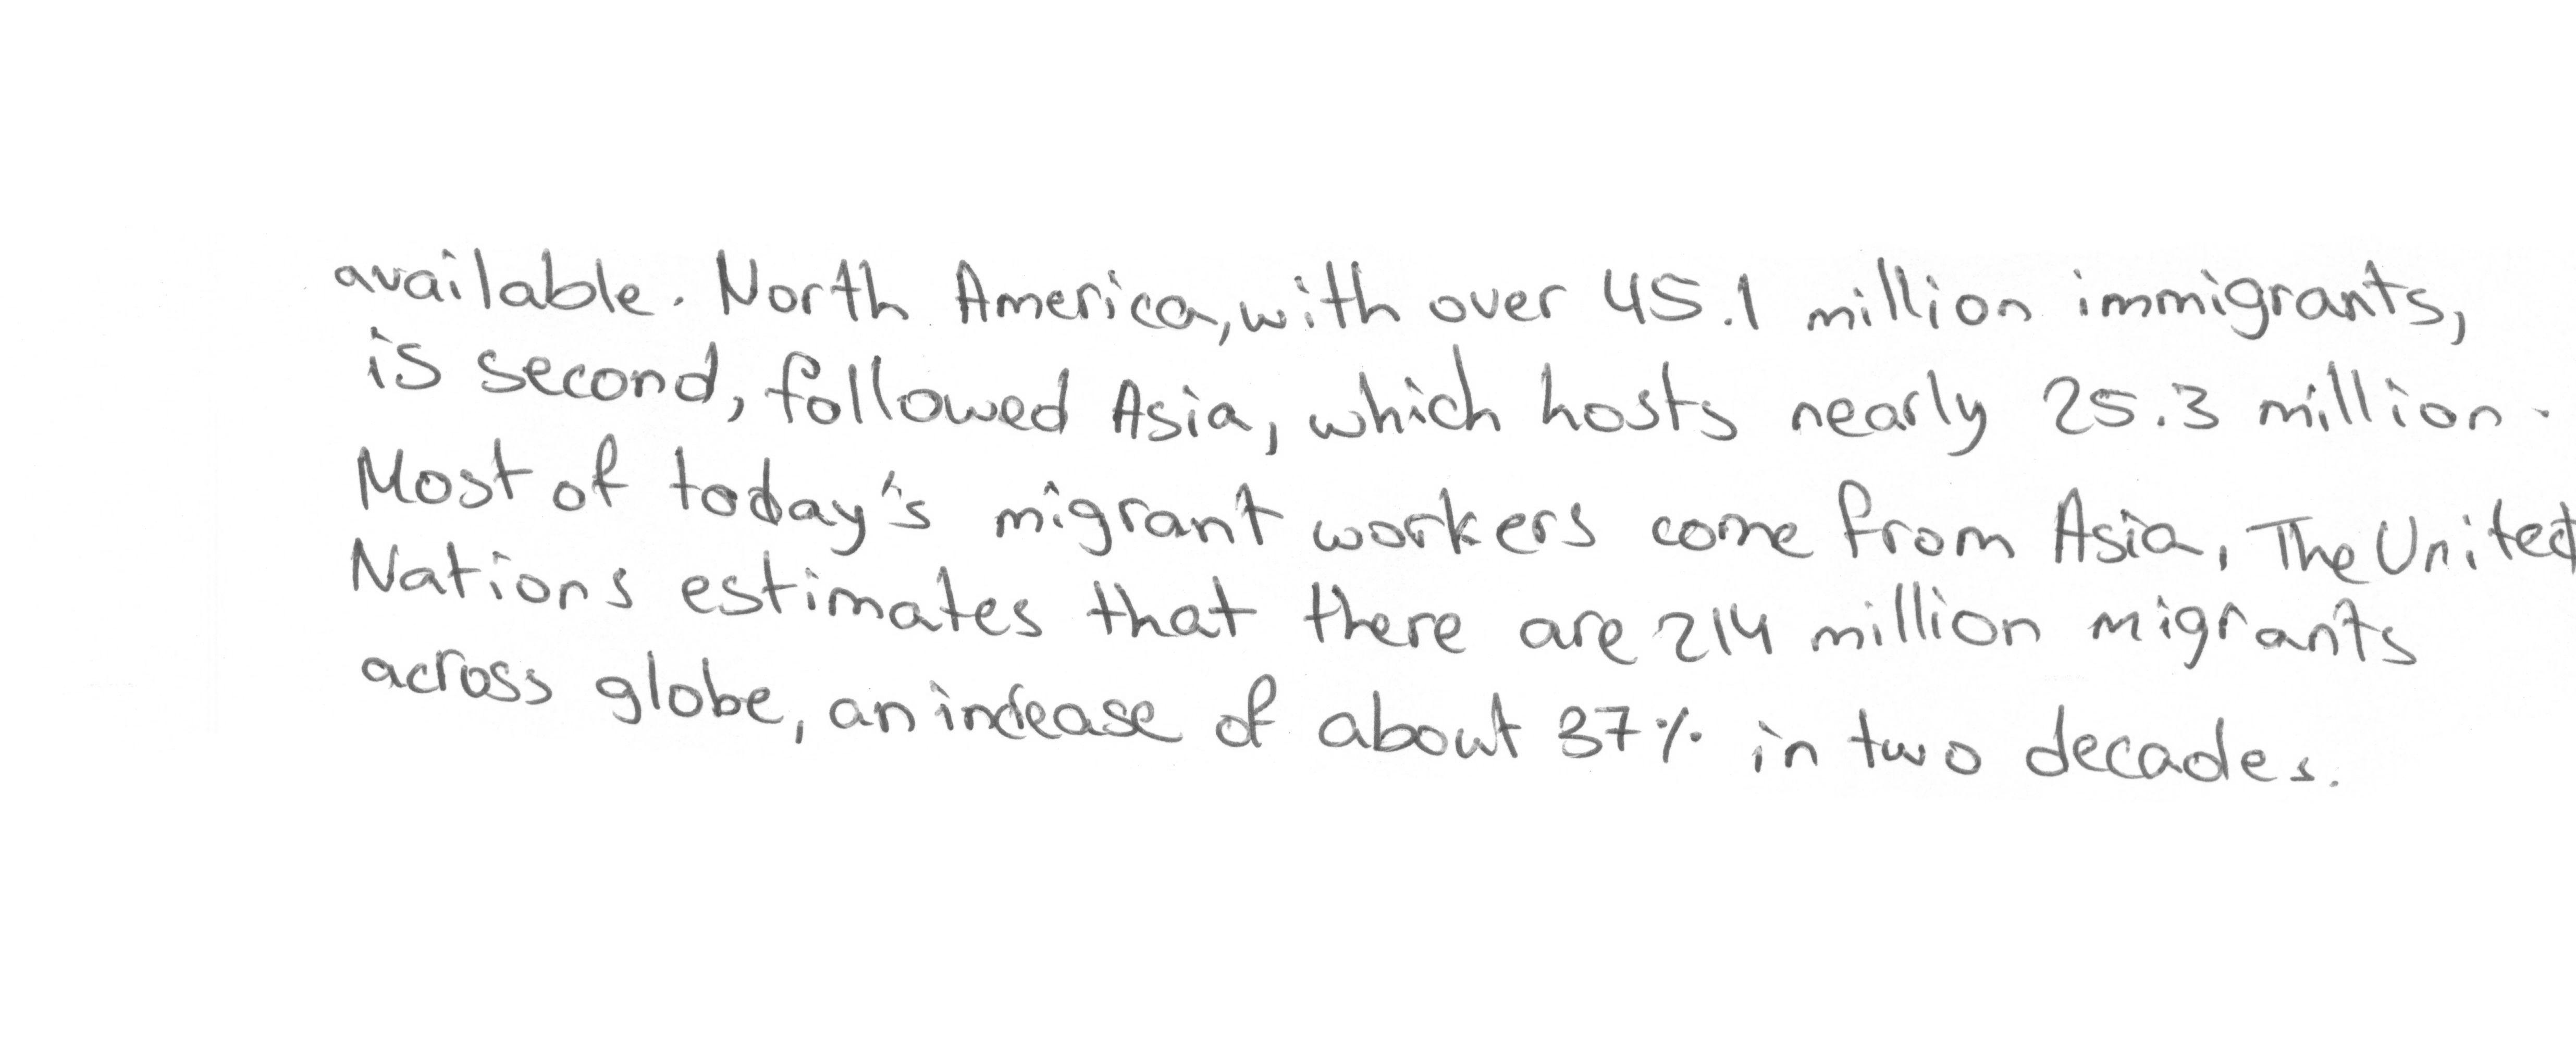 available. North America, with over 45.1 million immigrants,
is second, followed Asia, which hosts nearly 25.3 million.
Most of today's migrant workers come from Asia, The United
Nations estimates that there are 214 million migrants
across globe, an increase of about 37% in two decades.